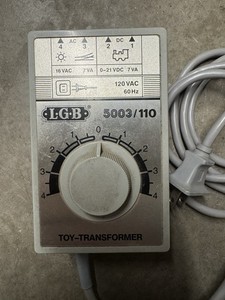 AC DC
4 3 2 1
16 VAC 7 VA 0-21 VDC 7 VA
120 VAC
60 Hz
LGB 5003/110
0
1 1
2 2
3 3
4 4
TOY-TRANSFORMER